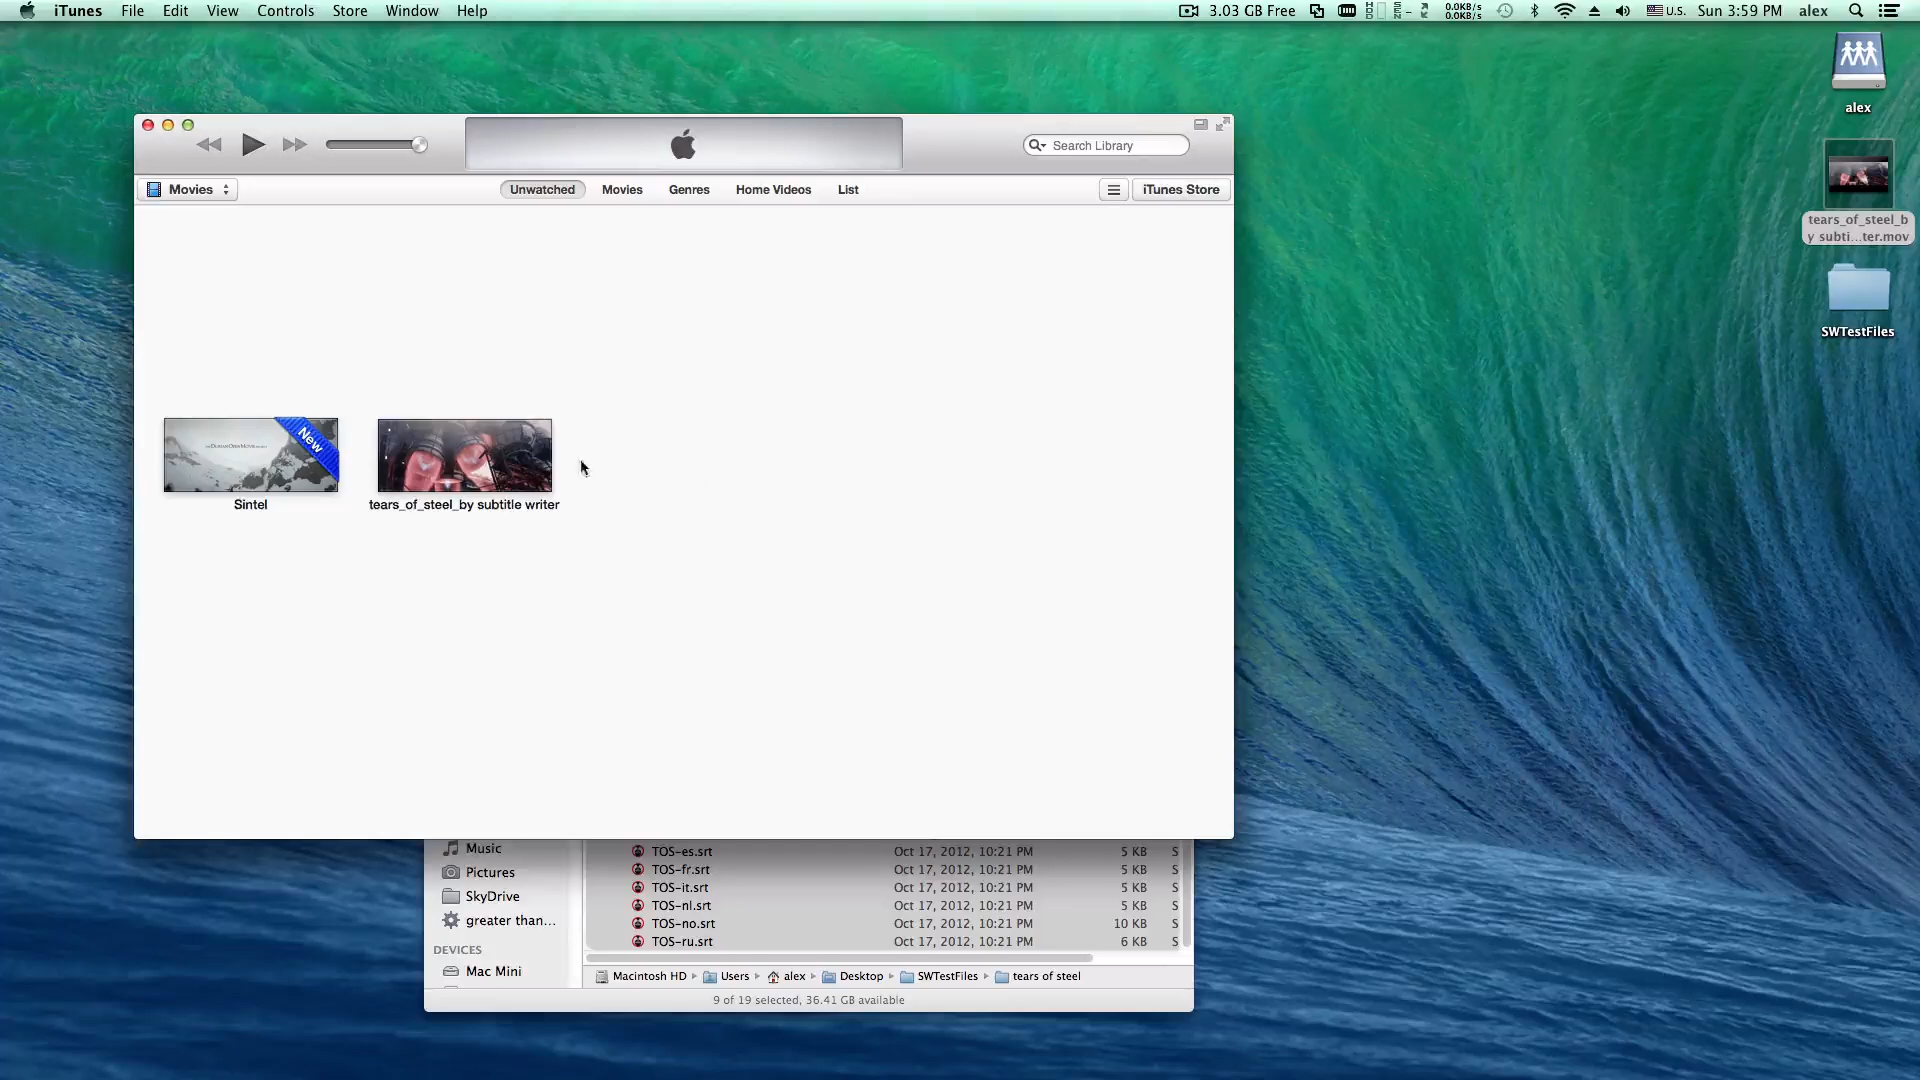 iTunes File Edit View Controls Store Window Help
3.03 GB Free
0.0KB/s
0.0KB/s
U.S. Sun 3:59 PM alex
alex
tears_of_steel_b
y subti...ter.mov
SWTestFiles
Search Library
Movies
Unwatched Movies Genres Home Videos List
iTunes Store
New
Sintel
tears_of_steel_by subtitle writer
Music
Pictures
SkyDrive
greater than...
DEVICES
Mac Mini
TOS-es.srt Oct 17, 2012, 10:21 PM 5 KB S
TOS-fr.srt Oct 17, 2012, 10:21 PM 5 KB S
TOS-it.srt Oct 17, 2012, 10:21 PM 5 KB S
TOS-nl.srt Oct 17, 2012, 10:21 PM 5 KB S
TOS-no.srt Oct 17, 2012, 10:21 PM 10 KB S
TOS-ru.srt Oct 17, 2012, 10:21 PM 6 KB S
Macintosh HD Users alex Desktop SWTestFiles tears of steel
9 of 19 selected, 36.41 GB available